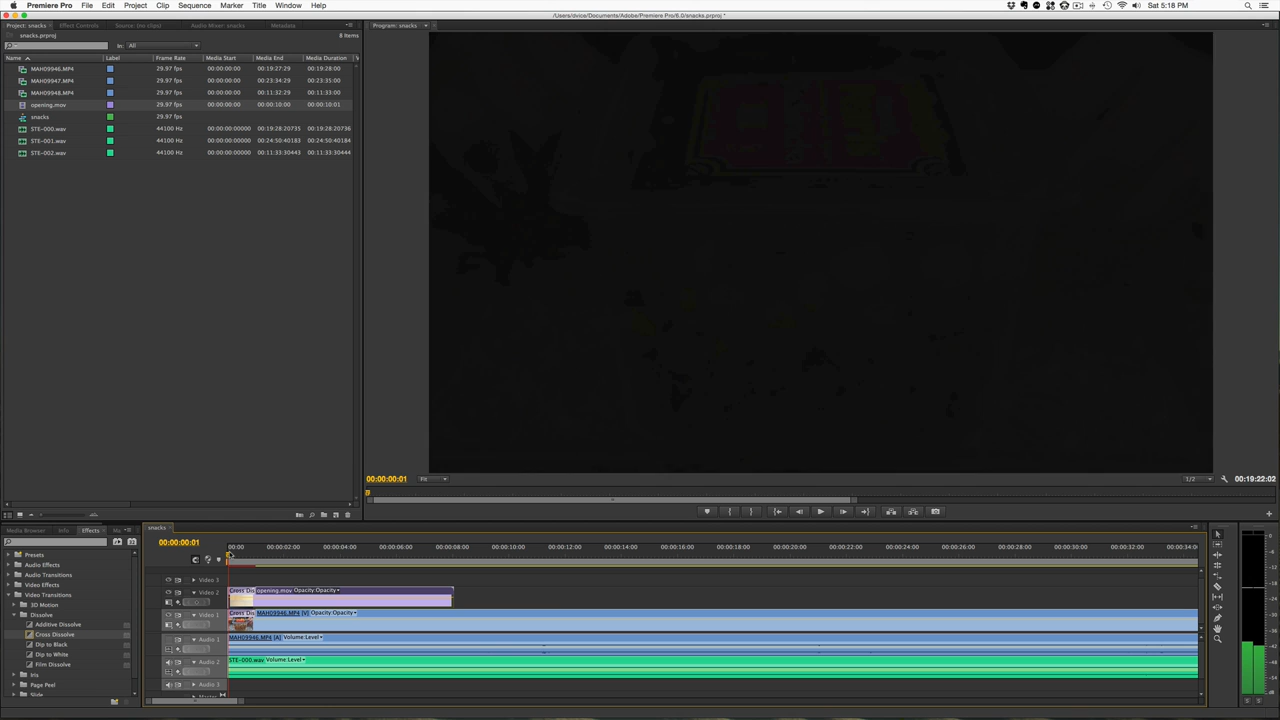 Premiere Pro File Edit Project Clip Sequence Marker Title Window Help Sat 5:18 PM
/Users/dvice/Documents/Adobe/Premiere Pro/6.0/snacks.prproj *
Project: snacks Effect Controls Source: (no clips) Audio Mixer: snacks Metadata Program: snacks
snacks.prproj 8 Items
In: All
Name Label Frame Rate Media Start Media End Media Duration
MAH09946.MP4 29.97 fps 00:00:00:00 00:19:27:29 00:19:28:00
MAH09947.MP4 29.97 fps 00:00:00:00 00:23:34:29 00:23:35:00
MAH09948.MP4 29.97 fps 00:00:00:00 00:11:32:29 00:11:33:00
opening.mov 29.97 fps 00:00:00:00 00:00:10:00 00:00:10:01
snacks 29.97 fps
STE-000.wav 44100 Hz 00:00:00:00000 00:19:28:20735 00:19:28:20736
STE-001.wav 44100 Hz 00:00:00:00000 00:24:50:40183 00:24:50:40184
STE-002.wav 44100 Hz 00:00:00:00000 00:11:33:30443 00:11:33:30444
00:00:00:01 Fit 1/2 00:19:22:02
Media Browser Info Effects snacks
00:00:00:01
00:00 00:00:02:00 00:00:04:00 00:00:06:00 00:00:08:00 00:00:10:00 00:00:12:00 00:00:14:00 00:00:16:00 00:00:18:00 00:00:20:00 00:00:22:00 00:00:24:00 00:00:26:00 00:00:28:00 00:00:30:00 00:00:32:00 00:00:34:0
Presets
Audio Effects
Audio Transitions
Video Effects
Video Transitions
3D Motion
Dissolve
Additive Dissolve
Cross Dissolve
Dip to Black
Dip to White
Film Dissolve
Iris
Page Peel
Slide
Video 3
Video 2 Cross Dis opening.mov Opacity:Opacity
Video 1 Cross Dis MAH09946.MP4 [V] Opacity:Opacity
Audio 1 MAH09946.MP4 [A] Volume:Level
Audio 2 STE-000.wav Volume:Level
Audio 3